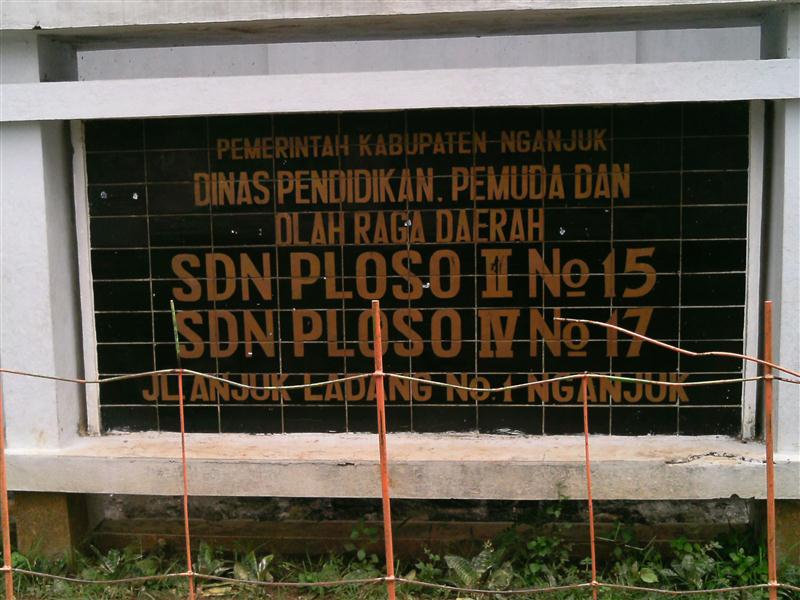 PEMERINTAH KABUPATEN NGANJUK
DINAS PENDIDIKAN, PEMUDA DAN
OLAH RAGA DAERAH
SDN PLOSO II No 15
SDN PLOSO IV No 17
JL. ANJUK LADANG No. 1 NGANJUK